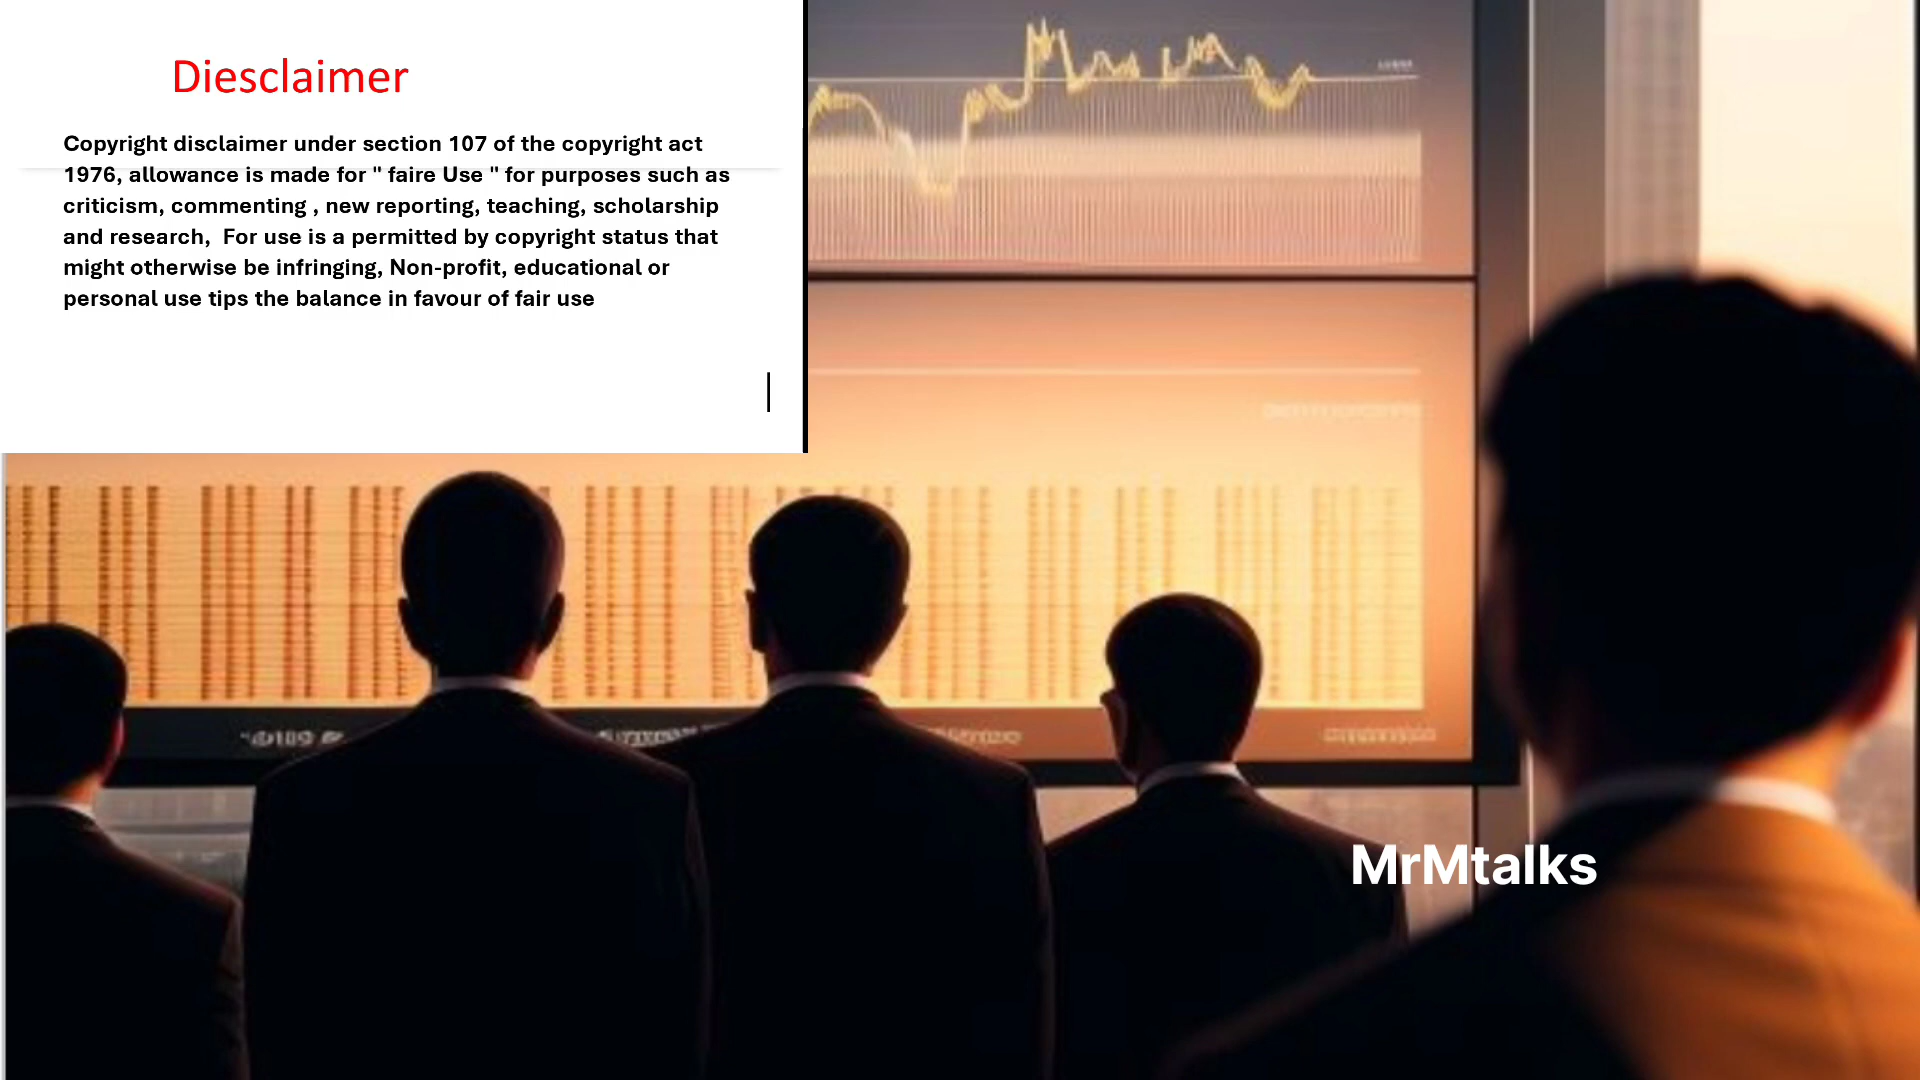 Diesclaimer
Copyright disclaimer under section 107 of the copyright act
1976, allowance is made for " faire Use " for purposes such as
criticism, commenting , new reporting, teaching, scholarship
and research,  For use is a permitted by copyright status that
might otherwise be infringing, Non-profit, educational or
personal use tips the balance in favour of fair use
MrMtalks